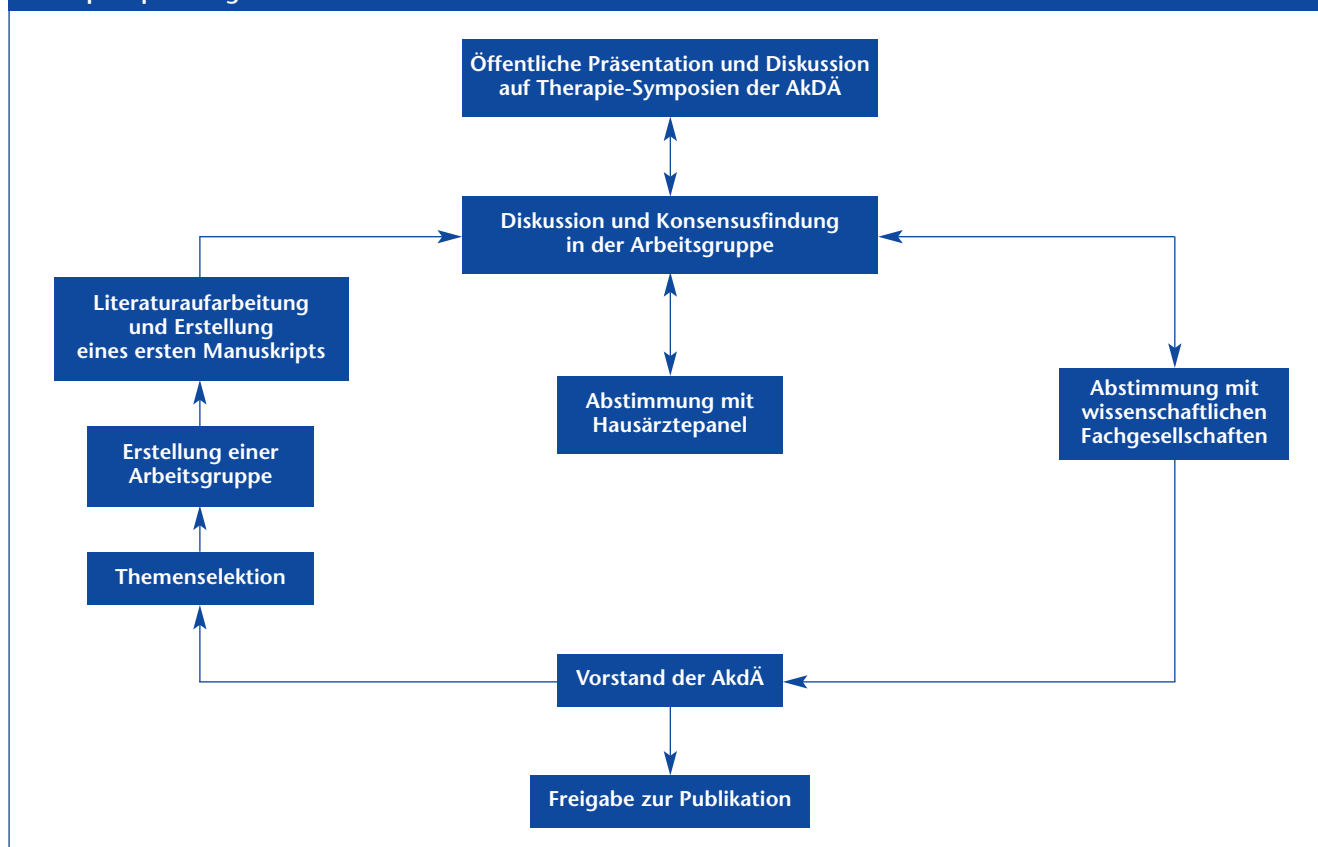 Öffentliche Präsentation und Diskussion
auf Therapie-Symposien der AkDÄ
Diskussion und Konsensusfindung
in der Arbeitsgruppe
Literaturaufarbeitung
und Erstellung
eines ersten Manuskripts
Abstimmung mit
Hausärztepanel
Abstimmung mit
wissenschaftlichen
Fachgesellschaften
Erstellung einer
Arbeitsgruppe
Themenselektion
Vorstand der AkdÄ
Freigabe zur Publikation